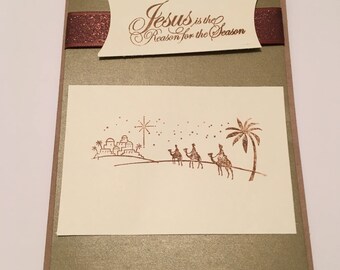 Jesus is the
Reason for the Season